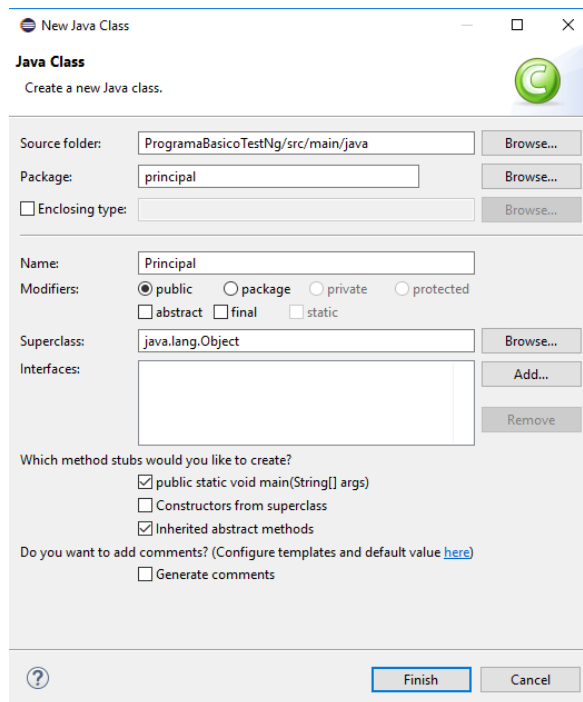 New Java Class
Java Class
Create a new Java class.
C
Source folder: ProgramaBasicoTestNg/src/main/java Browse...
Package: principal Browse...
Enclosing type: Browse...
Name: Principal
Modifiers: public package private protected
abstract final static
Superclass: java.lang.Object Browse...
Interfaces: Add...
Remove
Which method stubs would you like to create?
public static void main(String[] args)
Constructors from superclass
Inherited abstract methods
Do you want to add comments? (Configure templates and default value here)
Generate comments
? Finish Cancel